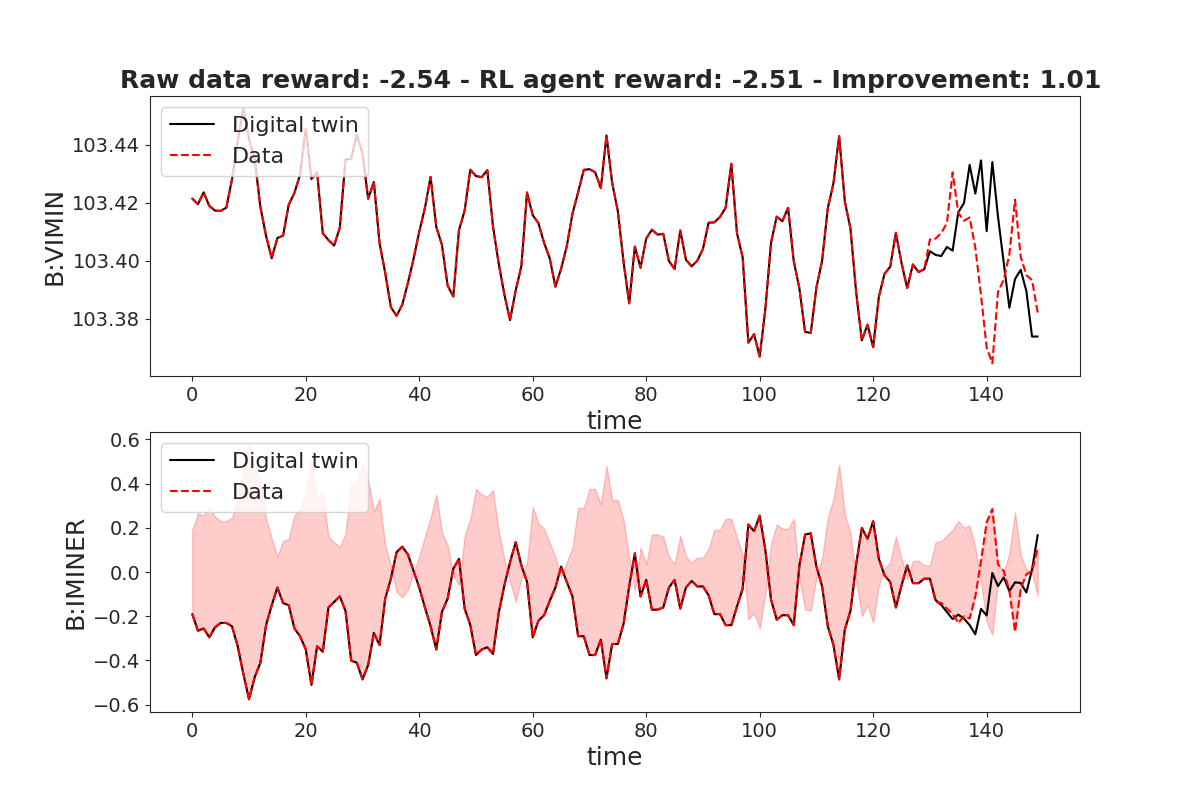 Raw data reward: -2.54 - RL agent reward: -2.51 - Improvement: 1.01
Digital twin
Data
103.44
103.42
103.40
103.38
B:VIMIN
0 20 40 60 80 100 120 140
time
Digital twin
Data
0.6
0.4
0.2
0.0
−0.2
−0.4
−0.6
B:IMINER
0 20 40 60 80 100 120 140
time